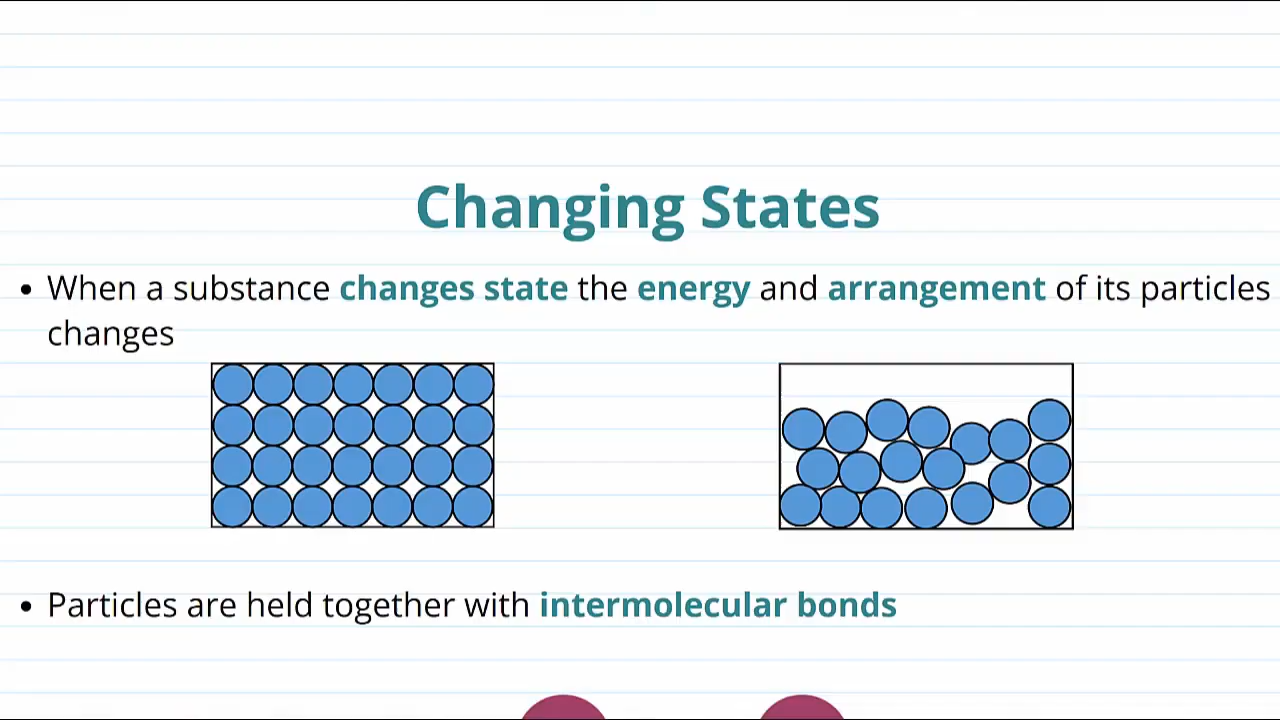 Changing States
• When a substance changes state the energy and arrangement of its particles
changes
• Particles are held together with intermolecular bonds